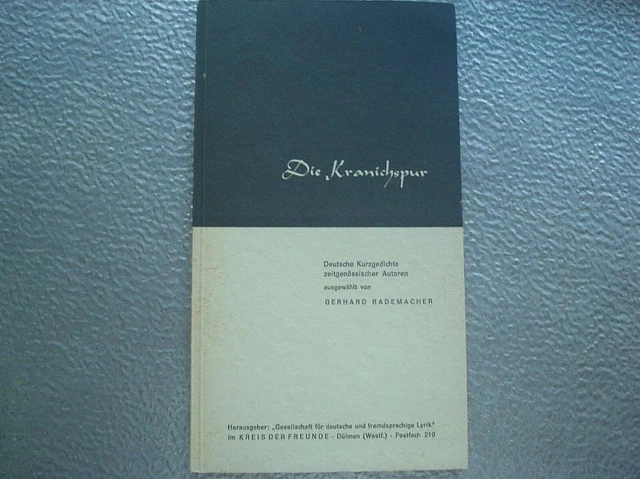 Die Kranichspur
Deutsche Kurzgedichte
zeitgenössischer Autoren
ausgewählt von
GERHARD RADEMACHER
Herausgeber: „Gesellschaft für deutsche und fremdsprachige Lyrik"
im KREIS DER FREUNDE · Dülmen (Westf.) · Postfach 210